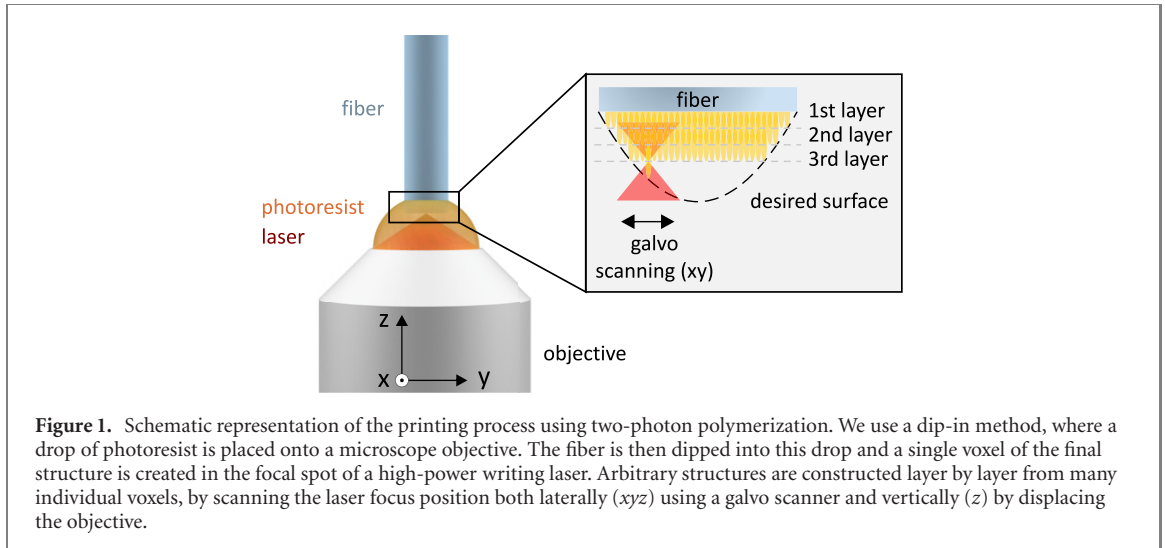 fiber
photoresist
laser
z
x
y
objective
fiber
1st layer
2nd layer
3rd layer
desired surface
galvo
scanning (xy)
Figure 1. Schematic representation of the printing process using two-photon polymerization. We use a dip-in method, where a
drop of photoresist is placed onto a microscope objective. The fiber is then dipped into this drop and a single voxel of the final
structure is created in the focal spot of a high-power writing laser. Arbitrary structures are constructed layer by layer from many
individual voxels, by scanning the laser focus position both laterally (xyz) using a galvo scanner and vertically (z) by displacing
the objective.